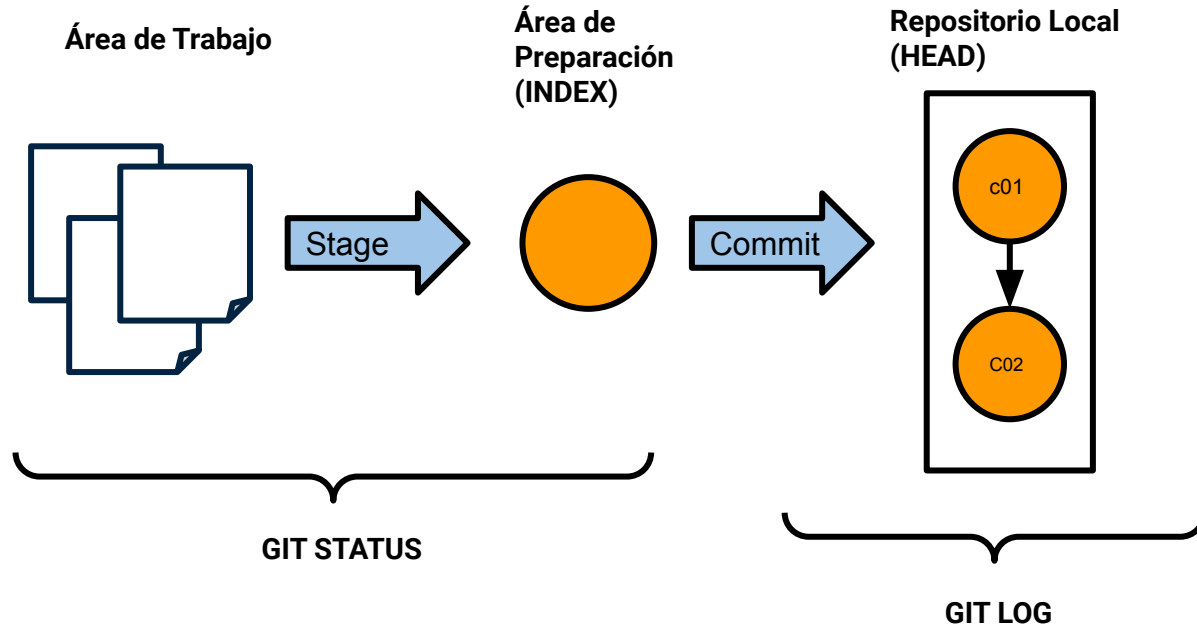 Área de Trabajo
Área de
Preparación
(INDEX)
Repositorio Local
(HEAD)
Stage
Commit
c01
C02
GIT STATUS
GIT LOG